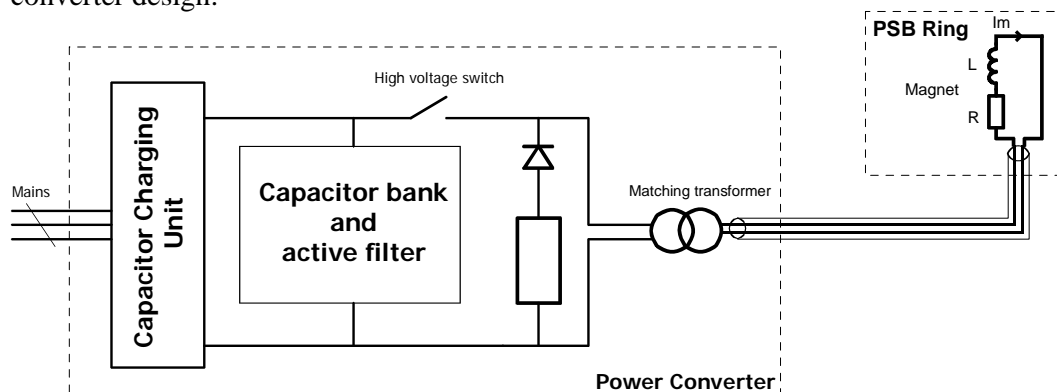 converter design.
PSB Ring
Im
L
Magnet
R
High voltage switch
Capacitor Charging
Unit
Mains
Capacitor bank
and
active filter
Matching transformer
Power Converter